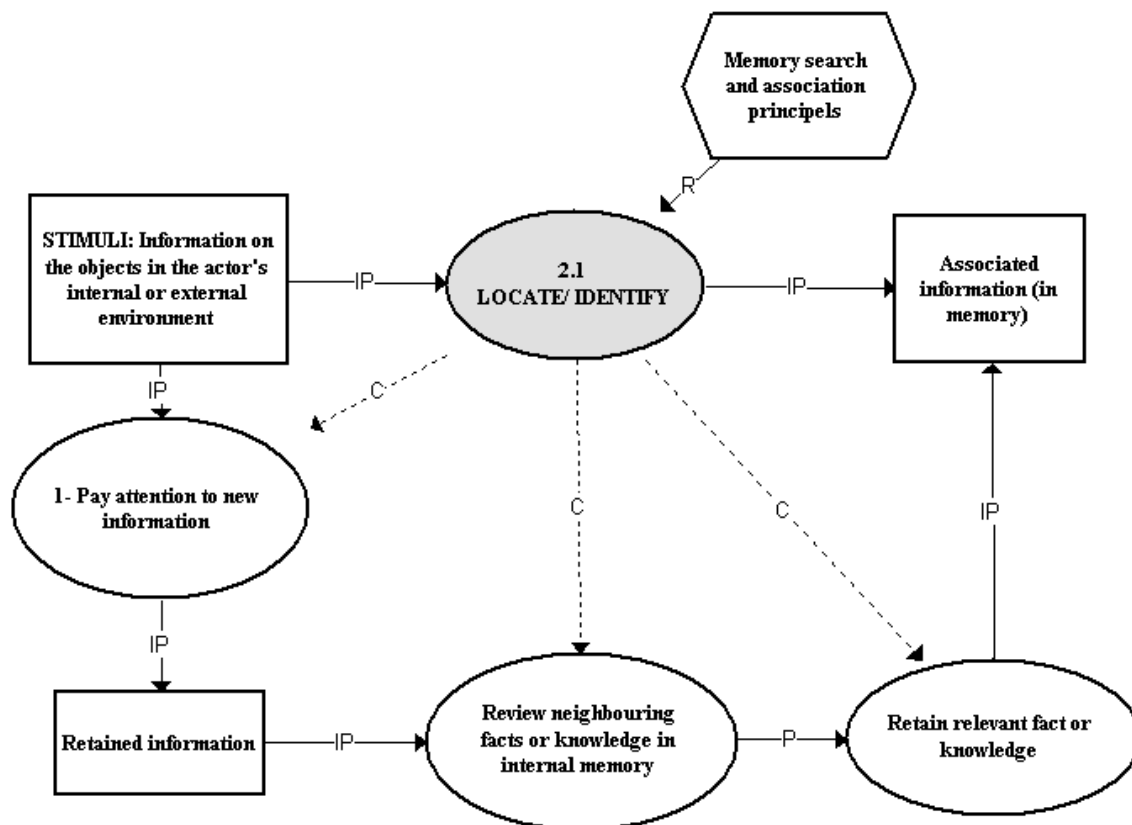 Memory search
and association
principels
R
STIMULI: Information on
the objects in the actor's
internal or external
environment
IP
2.1
LOCATE/ IDENTIFY
IP
Associated
information (in
memory)
IP
C
1- Pay attention to new
information
C
C
IP
IP
Retained information
IP
Review neighbouring
facts or knowledge in
internal memory
P
Retain relevant fact or
knowledge